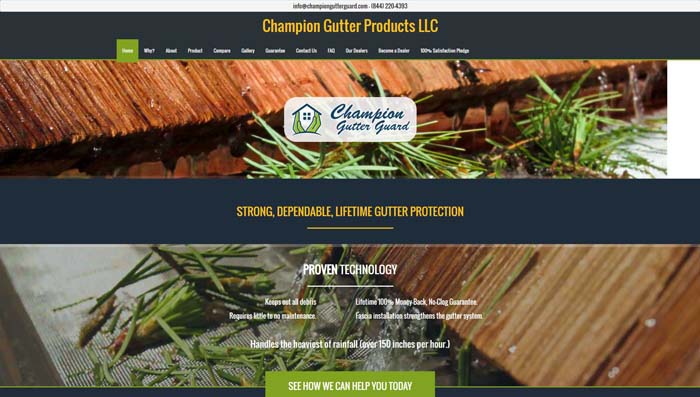 info@championgutterguard.com - (844) 220-4393
Champion Gutter Products LLC
Home Why? About Product Compare Gallery Guarantee Contact Us FAQ Our Dealers Become a Dealer 100% Satisfaction Pledge
Champion
Gutter Guard
STRONG, DEPENDABLE, LIFETIME GUTTER PROTECTION
PROVEN TECHNOLOGY
Keeps out all debris Lifetime 100% Money-Back, No-Clog Guarantee.
Requires little to no maintenance. Fascia installation strengthens the gutter system.
Handles the heaviest of rainfall (over 150 inches per hour.)
SEE HOW WE CAN HELP YOU TODAY